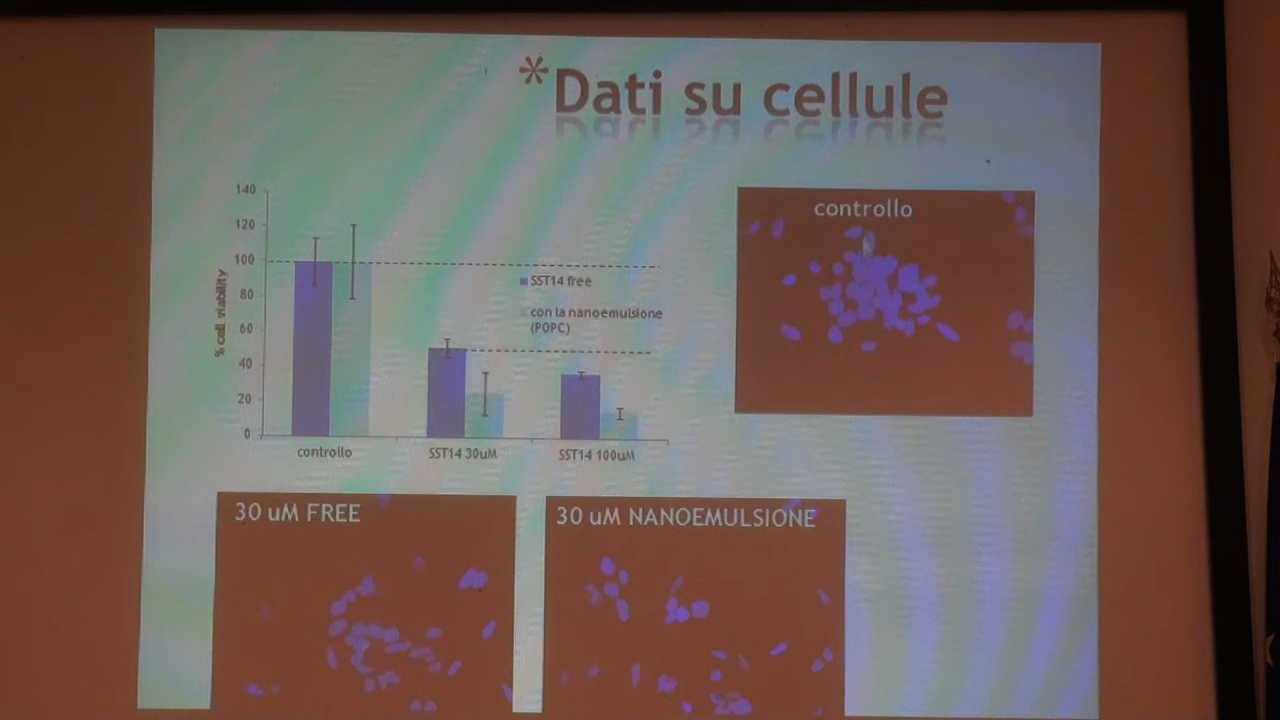 *Dati su cellule
140
120
100
80
60
40
20
0
% cell viability
SST14 free
con la nanoemulsione
(POPC)
controllo
SST14 30uM
SST14 100uM
controllo
30 uM FREE
30 uM NANOEMULSIONE